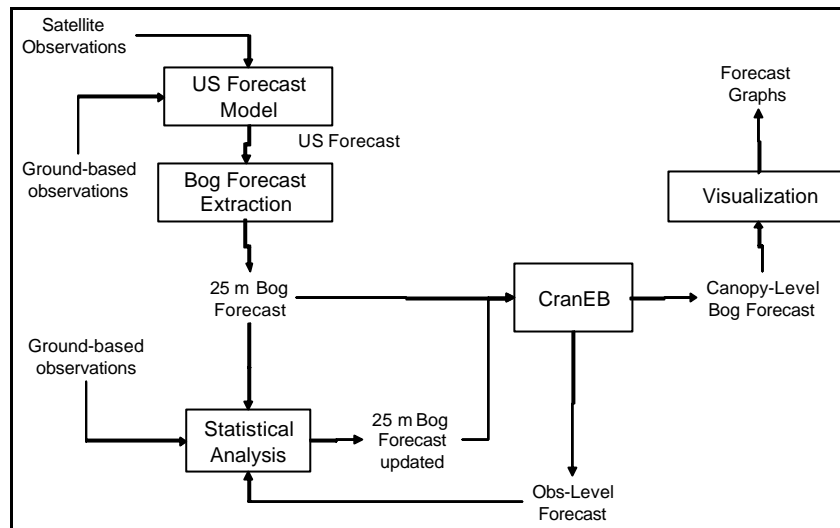 Satellite
Observations
US Forecast
Model
Forecast
Graphs
US Forecast
Ground-based
observations
Bog Forecast
Extraction
Visualization
25 m Bog
Forecast
CranEB
Canopy-Level
Bog Forecast
Ground-based
observations
Statistical
Analysis
25 m Bog
Forecast
updated
Obs-Level
Forecast